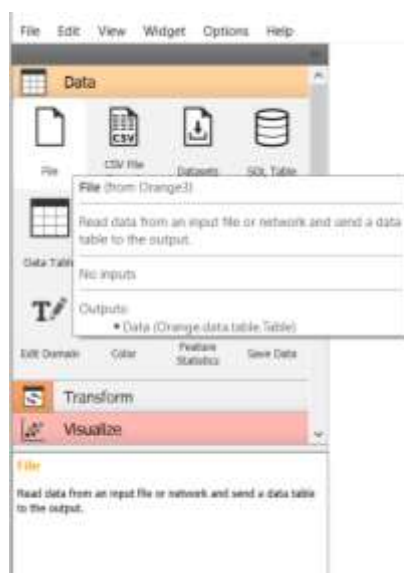 File Edit View Widget Options Help
Data
File
CSV File
Datasets
SQL Table
File (from Orange3)
Read data from an input file or network and send a data
table to the output.
No inputs
Outputs:
• Data (Orange.data.table.Table)
Data Table
Edit Domain
Color
Feature
Statistics
Save Data
Transform
Visualize
File
Read data from an input file or network and send a data table
to the output.